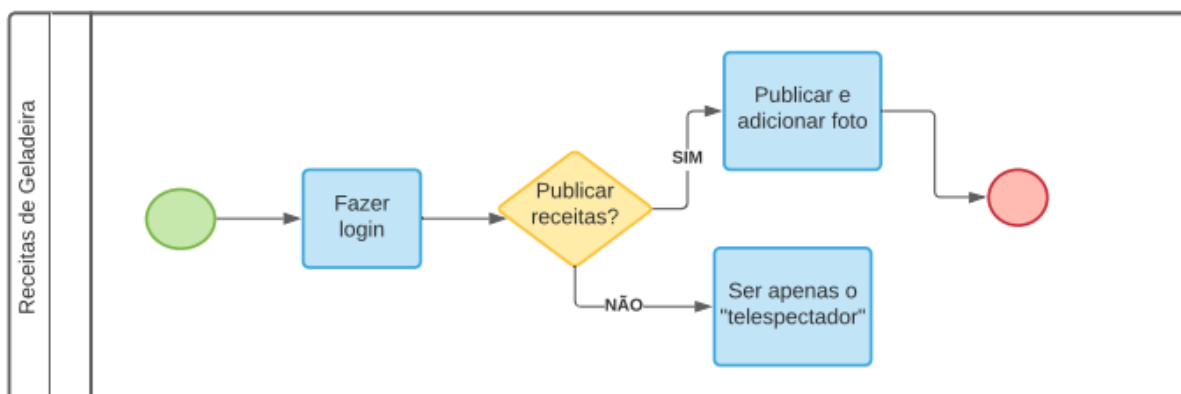 Receitas de Geladeira
Fazer
login
Publicar
receitas?
SIM
Publicar e
adicionar foto
NÃO
Ser apenas o
"telespectador"